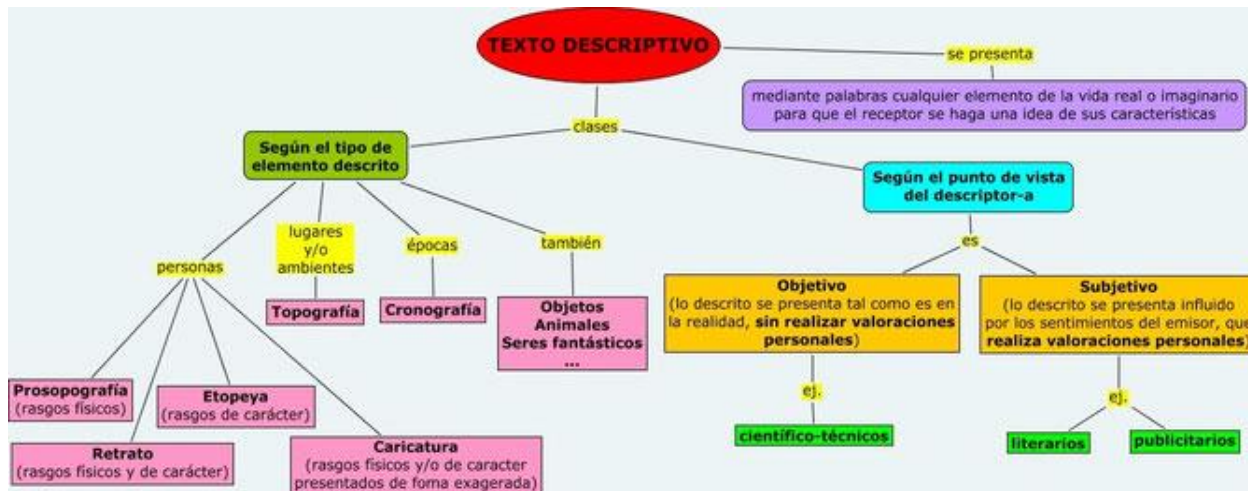 TEXTO DESCRIPTIVO
se presenta
mediante palabras cualquier elemento de la vida real o imaginario
para que el receptor se haga una idea de sus características
clases
Según el tipo de
elemento descrito
Según el punto de vista
del descriptor-a
personas
lugares
y/o
ambientes
épocas
también
es
Topografía
Cronografía
Objetos
Animales
Seres fantásticos
...
Prosopografía
(rasgos físicos)
Etopeya
(rasgos de carácter)
Retrato
(rasgos físicos y de carácter)
Caricatura
(rasgos físicos y/o de caracter
presentados de foma exagerada)
Objetivo
(lo descrito se presenta tal como es en
la realidad, sin realizar valoraciones
personales)
Subjetivo
(lo descrito se presenta influido
por los sentimientos del emisor, que
realiza valoraciones personales)
ej.
científico-técnicos
ej.
literarios
publicitarios